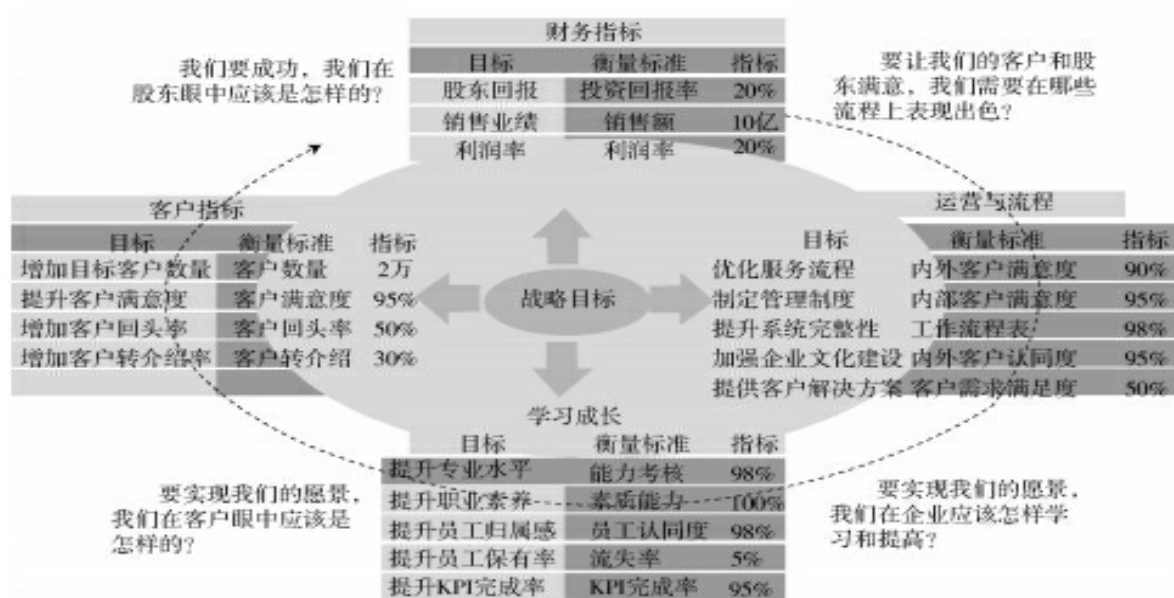 财务指标
目标 衡量标准 指标
股东回报 投资回报率 20%
销售业绩 销售额 10亿
利润率 利润率 20%
我们要成功，我们在
股东眼中应该是怎样的？
要让我们的客户和股
东满意，我们需要在哪些
流程上表现出色？
客户指标
目标 衡量标准 指标
增加目标客户数量 客户数量 2万
提升客户满意度 客户满意度 95%
增加客户回头率 客户回头率 50%
增加客户转介绍率 客户转介绍 30%
战略目标
运营与流程
目标 衡量标准 指标
优化服务流程 内外客户满意度 90%
制定管理制度 内部客户满意度 95%
提升系统完整性 工作流程表 98%
加强企业文化建设 内外客户认同度 95%
提供客户解决方案 客户需求满足度 50%
学习成长
目标 衡量标准 指标
提升专业水平 能力考核 98%
提升职业素养 素质能力 100%
提升员工归属感 员工认同度 98%
提升员工保有率 流失率 5%
提升KPI完成率 KPI完成率 95%
要实现我们的愿景，
我们在客户眼中应该是
怎样的？
要实现我们的愿景，
我们在企业应该怎样学
习和提高？